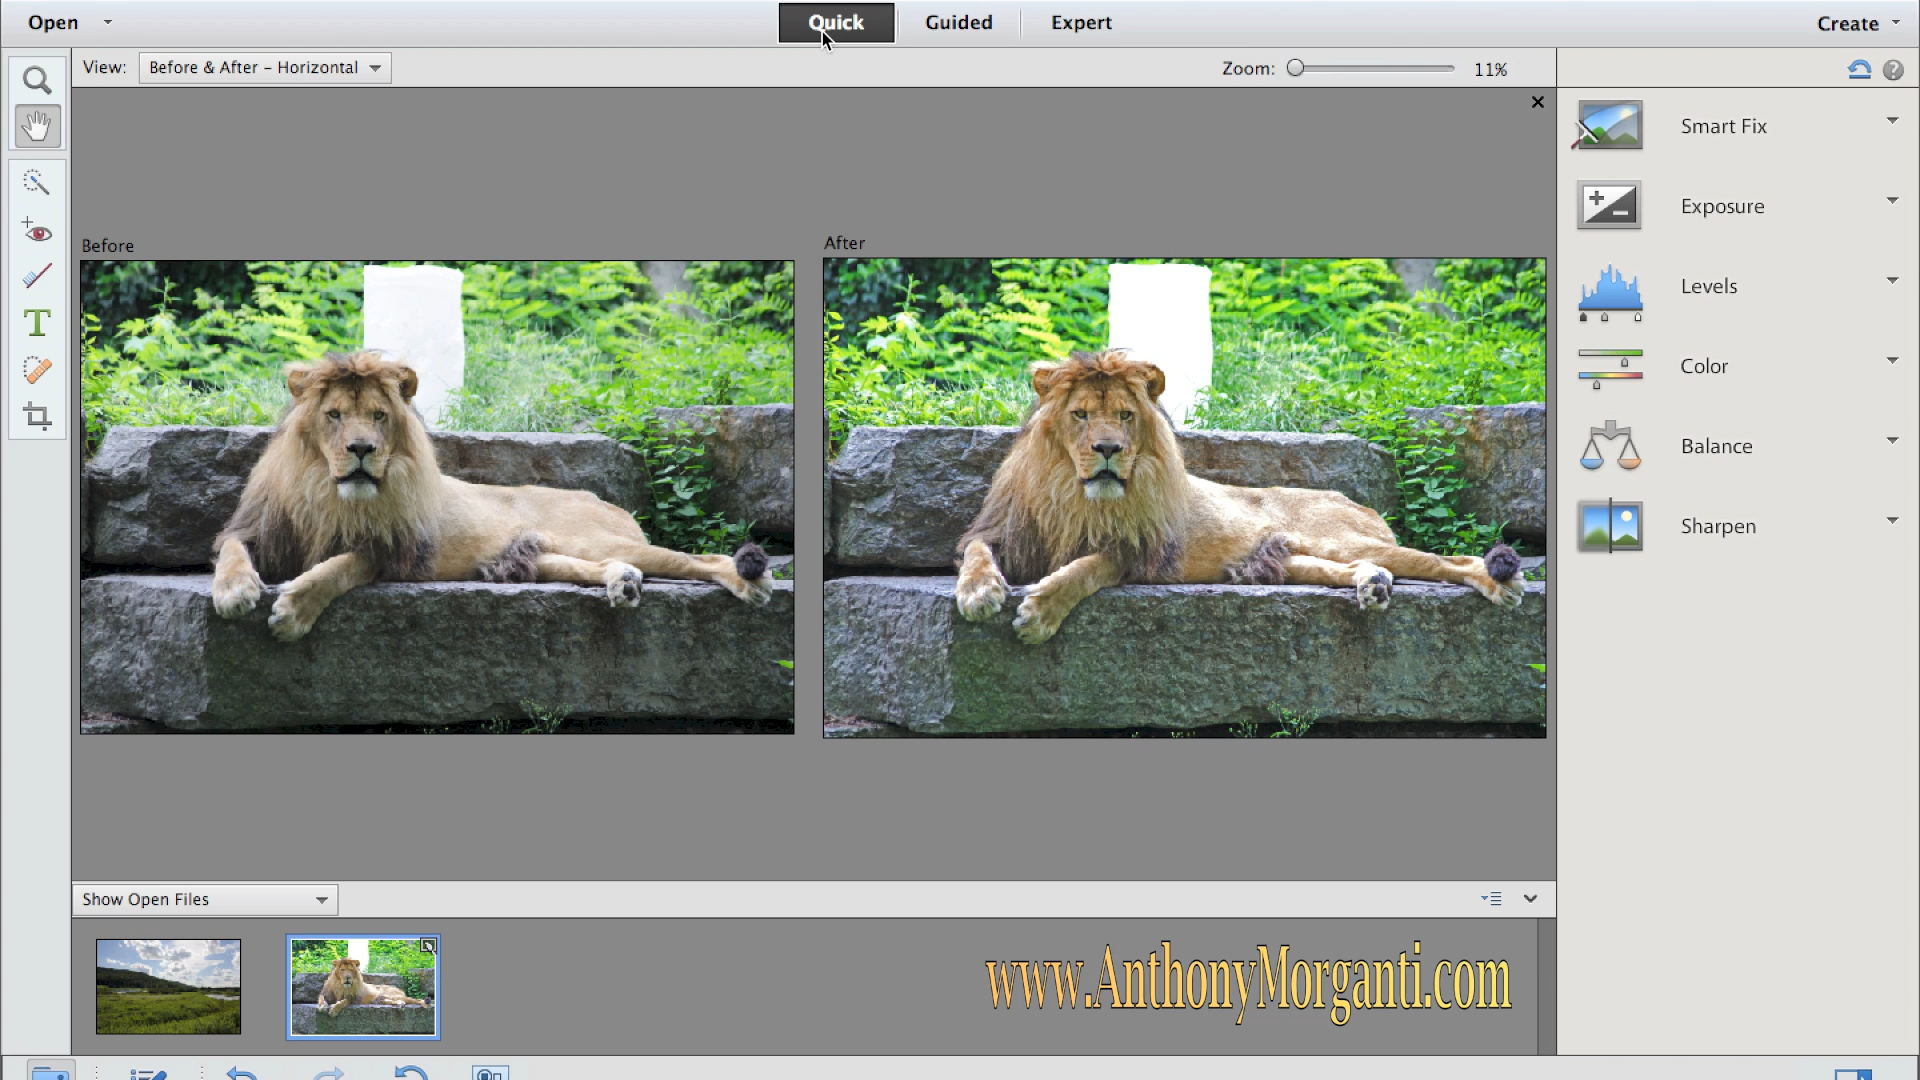 Open
Quick
Guided
Expert
Create
View:
Before & After - Horizontal
Zoom:
11%
Smart Fix
Exposure
Levels
Color
Balance
Sharpen
Before
After
Show Open Files
www.AnthonyMorganti.com